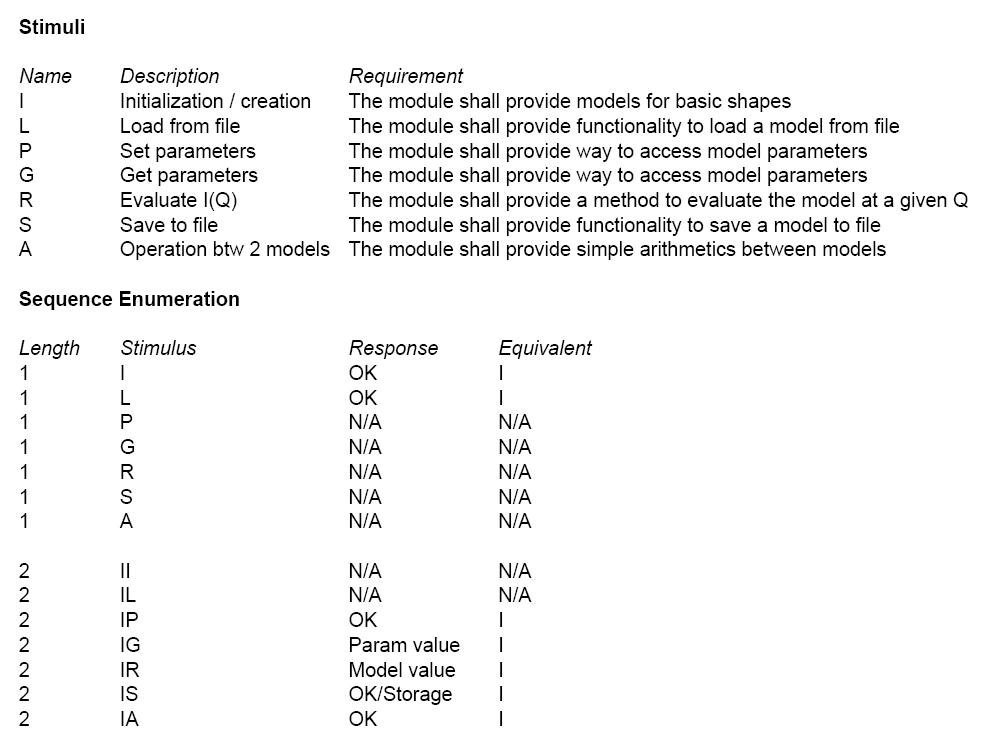 Stimuli
Name Description Requirement
I Initialization / creation The module shall provide models for basic shapes
L Load from file The module shall provide functionality to load a model from file
P Set parameters The module shall provide way to access model parameters
G Get parameters The module shall provide way to access model parameters
R Evaluate I(Q) The module shall provide a method to evaluate the model at a given Q
S Save to file The module shall provide functionality to save a model to file
A Operation btw 2 models The module shall provide simple arithmetics between models
Sequence Enumeration
Length Stimulus Response Equivalent
1 I OK I
1 L OK I
1 P N/A N/A
1 G N/A N/A
1 R N/A N/A
1 S N/A N/A
1 A N/A N/A
2 II N/A N/A
2 IL N/A N/A
2 IP OK I
2 IG Param value I
2 IR Model value I
2 IS OK/Storage I
2 IA OK I